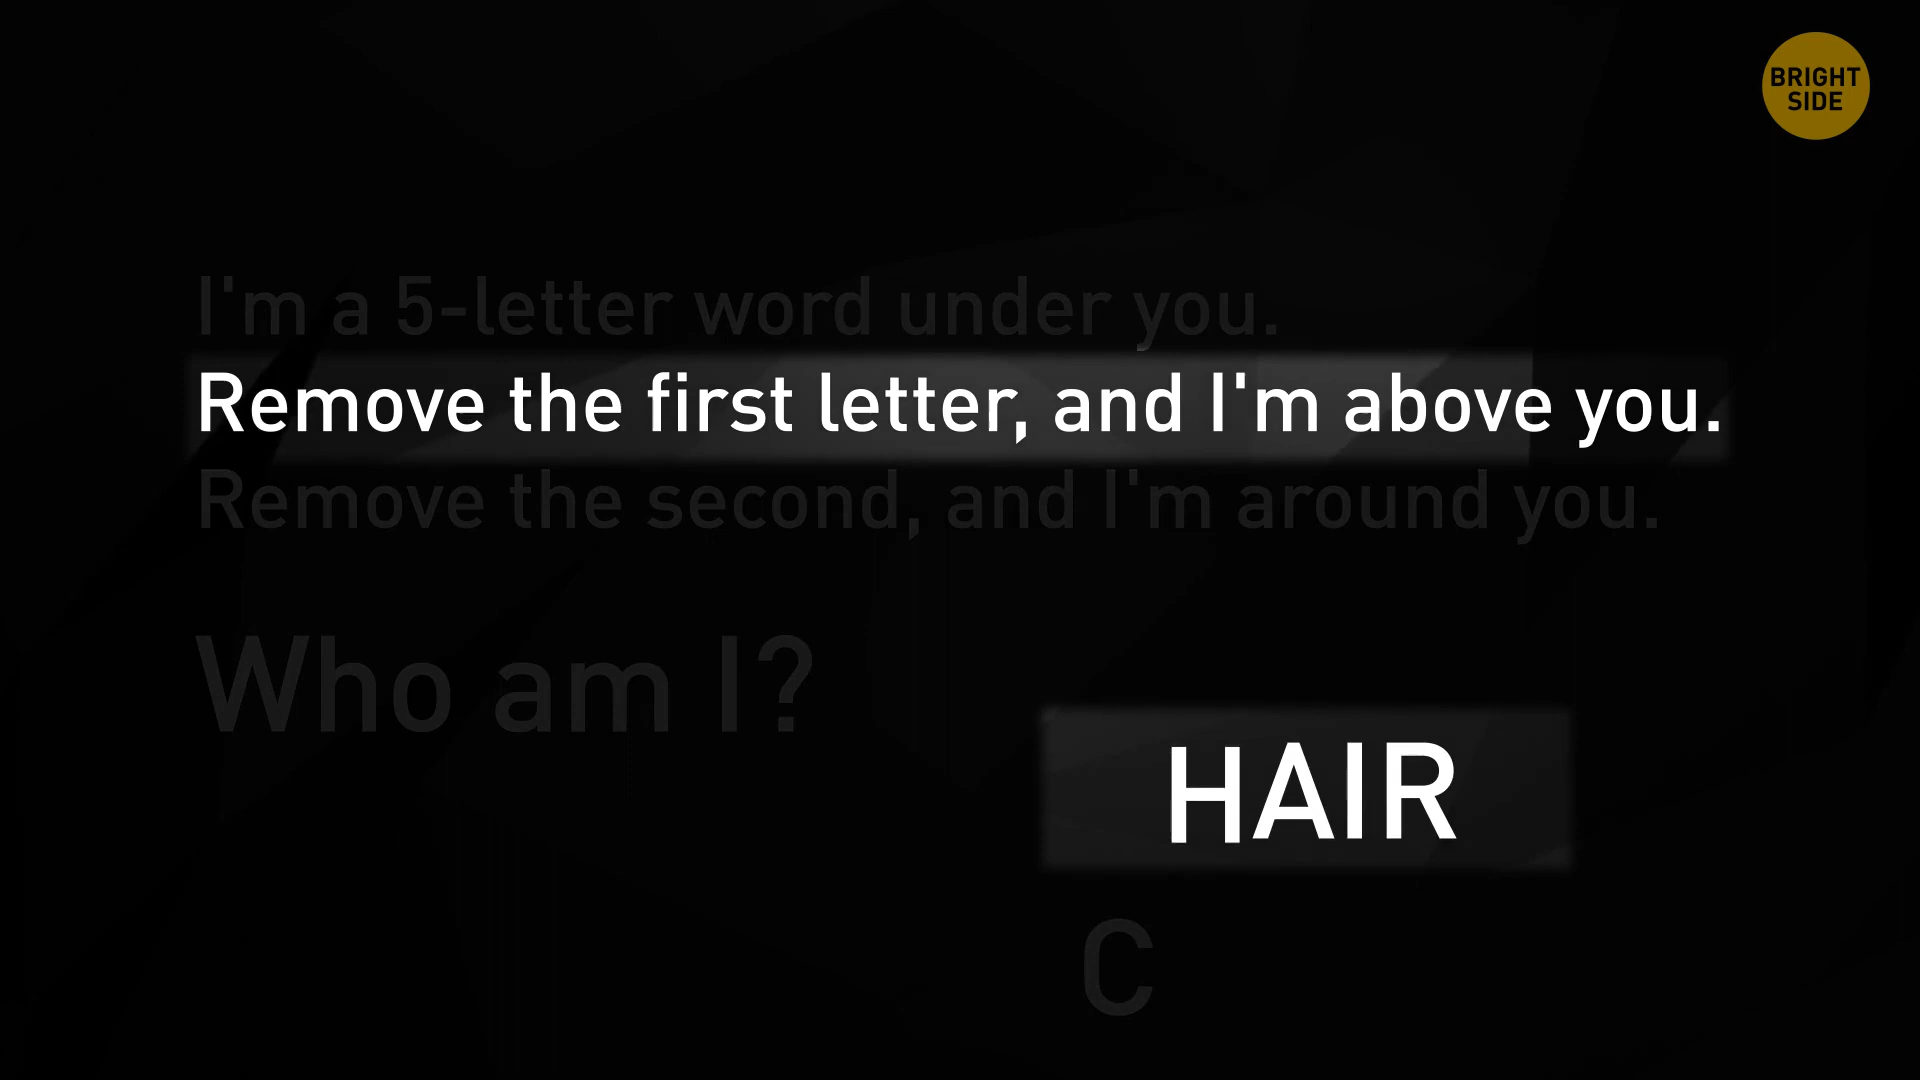 BRIGHT
SIDE
I'm a 5-letter word under you.
Remove the first letter, and I'm above you.
Remove the second, and I'm around you.
Who am I?
HAIR
C